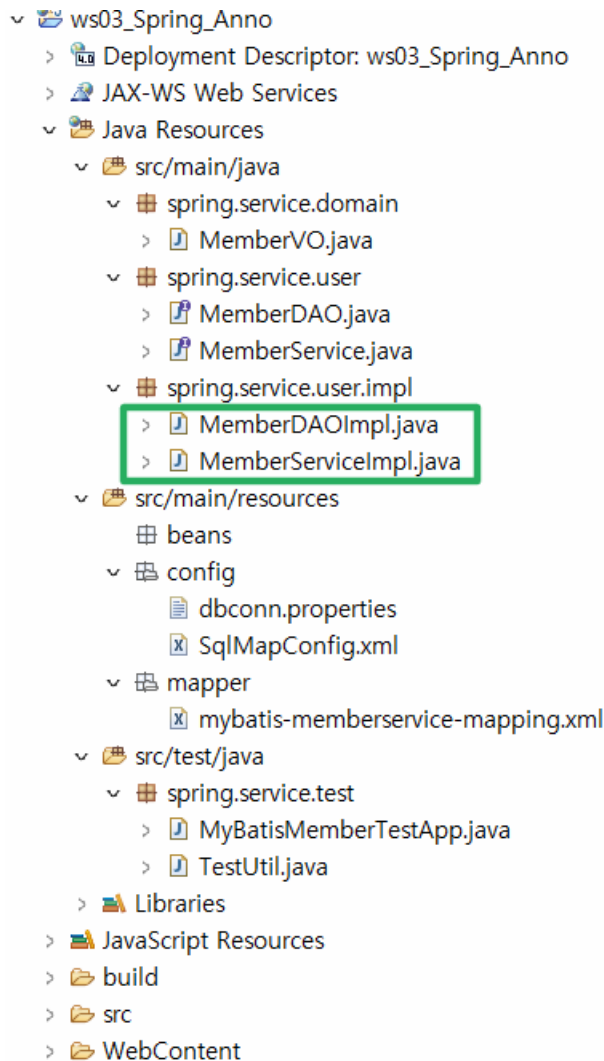 ws03_Spring_Anno
Deployment Descriptor: ws03_Spring_Anno
JAX-WS Web Services
Java Resources
src/main/java
spring.service.domain
MemberVO.java
spring.service.user
MemberDAO.java
MemberService.java
spring.service.user.impl
MemberDAOImpl.java
MemberServiceImpl.java
src/main/resources
beans
config
dbconn.properties
SqlMapConfig.xml
mapper
mybatis-memberservice-mapping.xml
src/test/java
spring.service.test
MyBatisMemberTestApp.java
TestUtil.java
Libraries
JavaScript Resources
build
src
WebContent